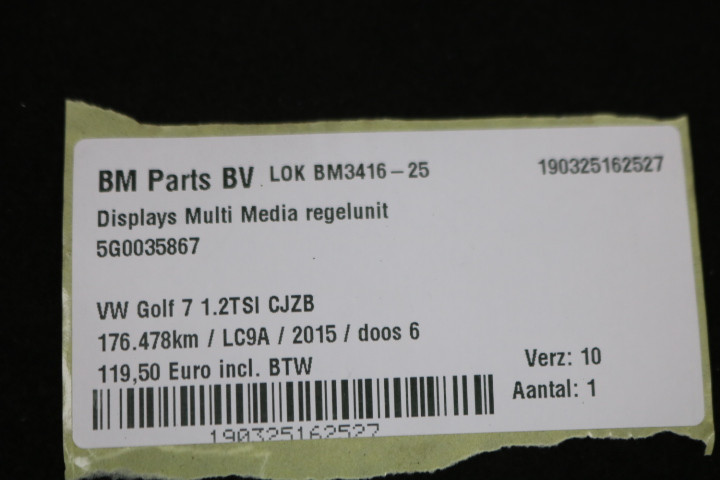 BM Parts BV LOK BM3416-25 190325162527
Displays Multi Media regelunit
5G0035867
VW Golf 7 1.2TSI CJZB
176.478km / LC9A / 2015 / doos 6
119,50 Euro incl. BTW
Verz: 10
Aantal: 1
190325162527